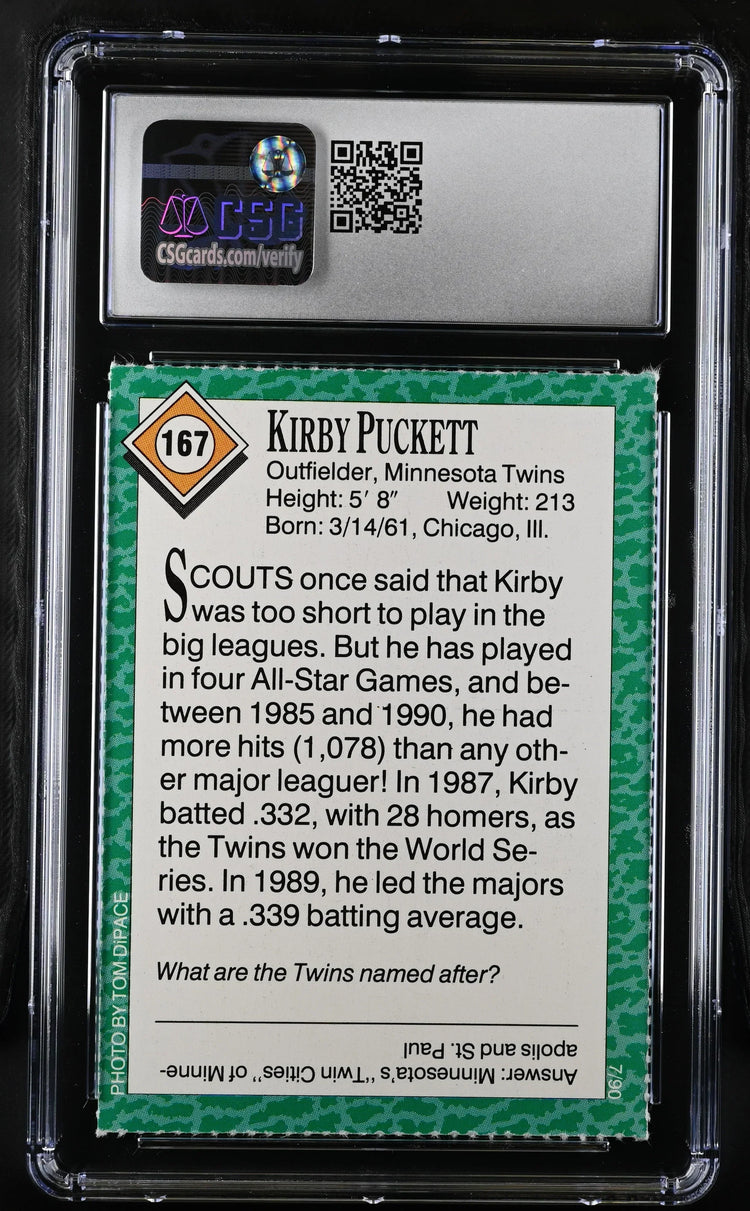 CSG
CSGcards.com/verify
167
KIRBY PUCKETT
Outfielder, Minnesota Twins
Height: 5' 8" Weight: 213
Born: 3/14/61, Chicago, Ill.
SCOUTS once said that Kirby
was too short to play in the
big leagues. But he has played
in four All-Star Games, and be-
tween 1985 and 1990, he had
more hits (1,078) than any oth-
er major leaguer! In 1987, Kirby
batted .332, with 28 homers, as
the Twins won the World Se-
ries. In 1989, he led the majors
with a .339 batting average.
What are the Twins named after?
Answer: Minnesota's "Twin Cities" of Minne-
apolis and St. Paul
PHOTO BY TOM DiPACE
7/90